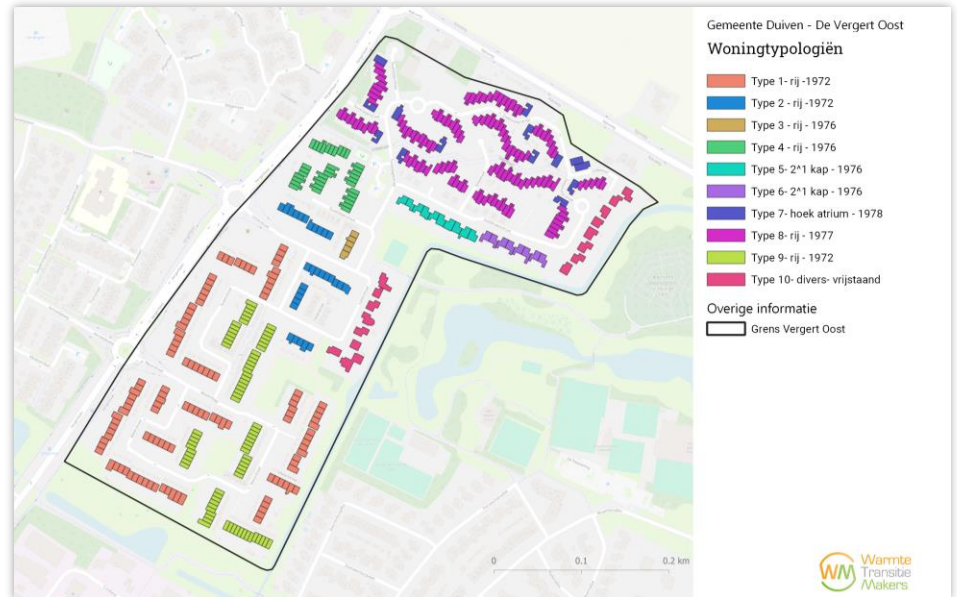 Gemeente Duiven - De Vergert Oost
Woningtypologiën
Type 1- rij -1972
Type 2 - rij -1972
Type 3 - rij - 1976
Type 4 - rij - 1976
Type 5- 2^1 kap - 1976
Type 6- 2^1 kap - 1976
Type 7- hoek atrium - 1978
Type 8- rij - 1977
Type 9- rij - 1972
Type 10- divers- vrijstaand
Overige informatie
Grens Vergert Oost
0 0.1 0.2 km
WM
Warmte
Transitie
Makers